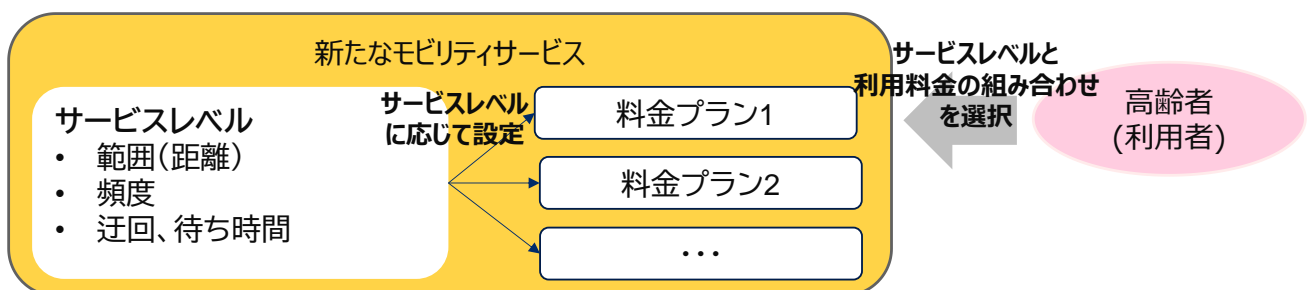 新たなモビリティサービス
サービスレベル
• 範囲(距離)
• 頻度
• 迂回、待ち時間
サービスレベル
に応じて設定
料金プラン1
料金プラン2
・・・
サービスレベルと
利用料金の組み合わせ
を選択
高齢者
(利用者)